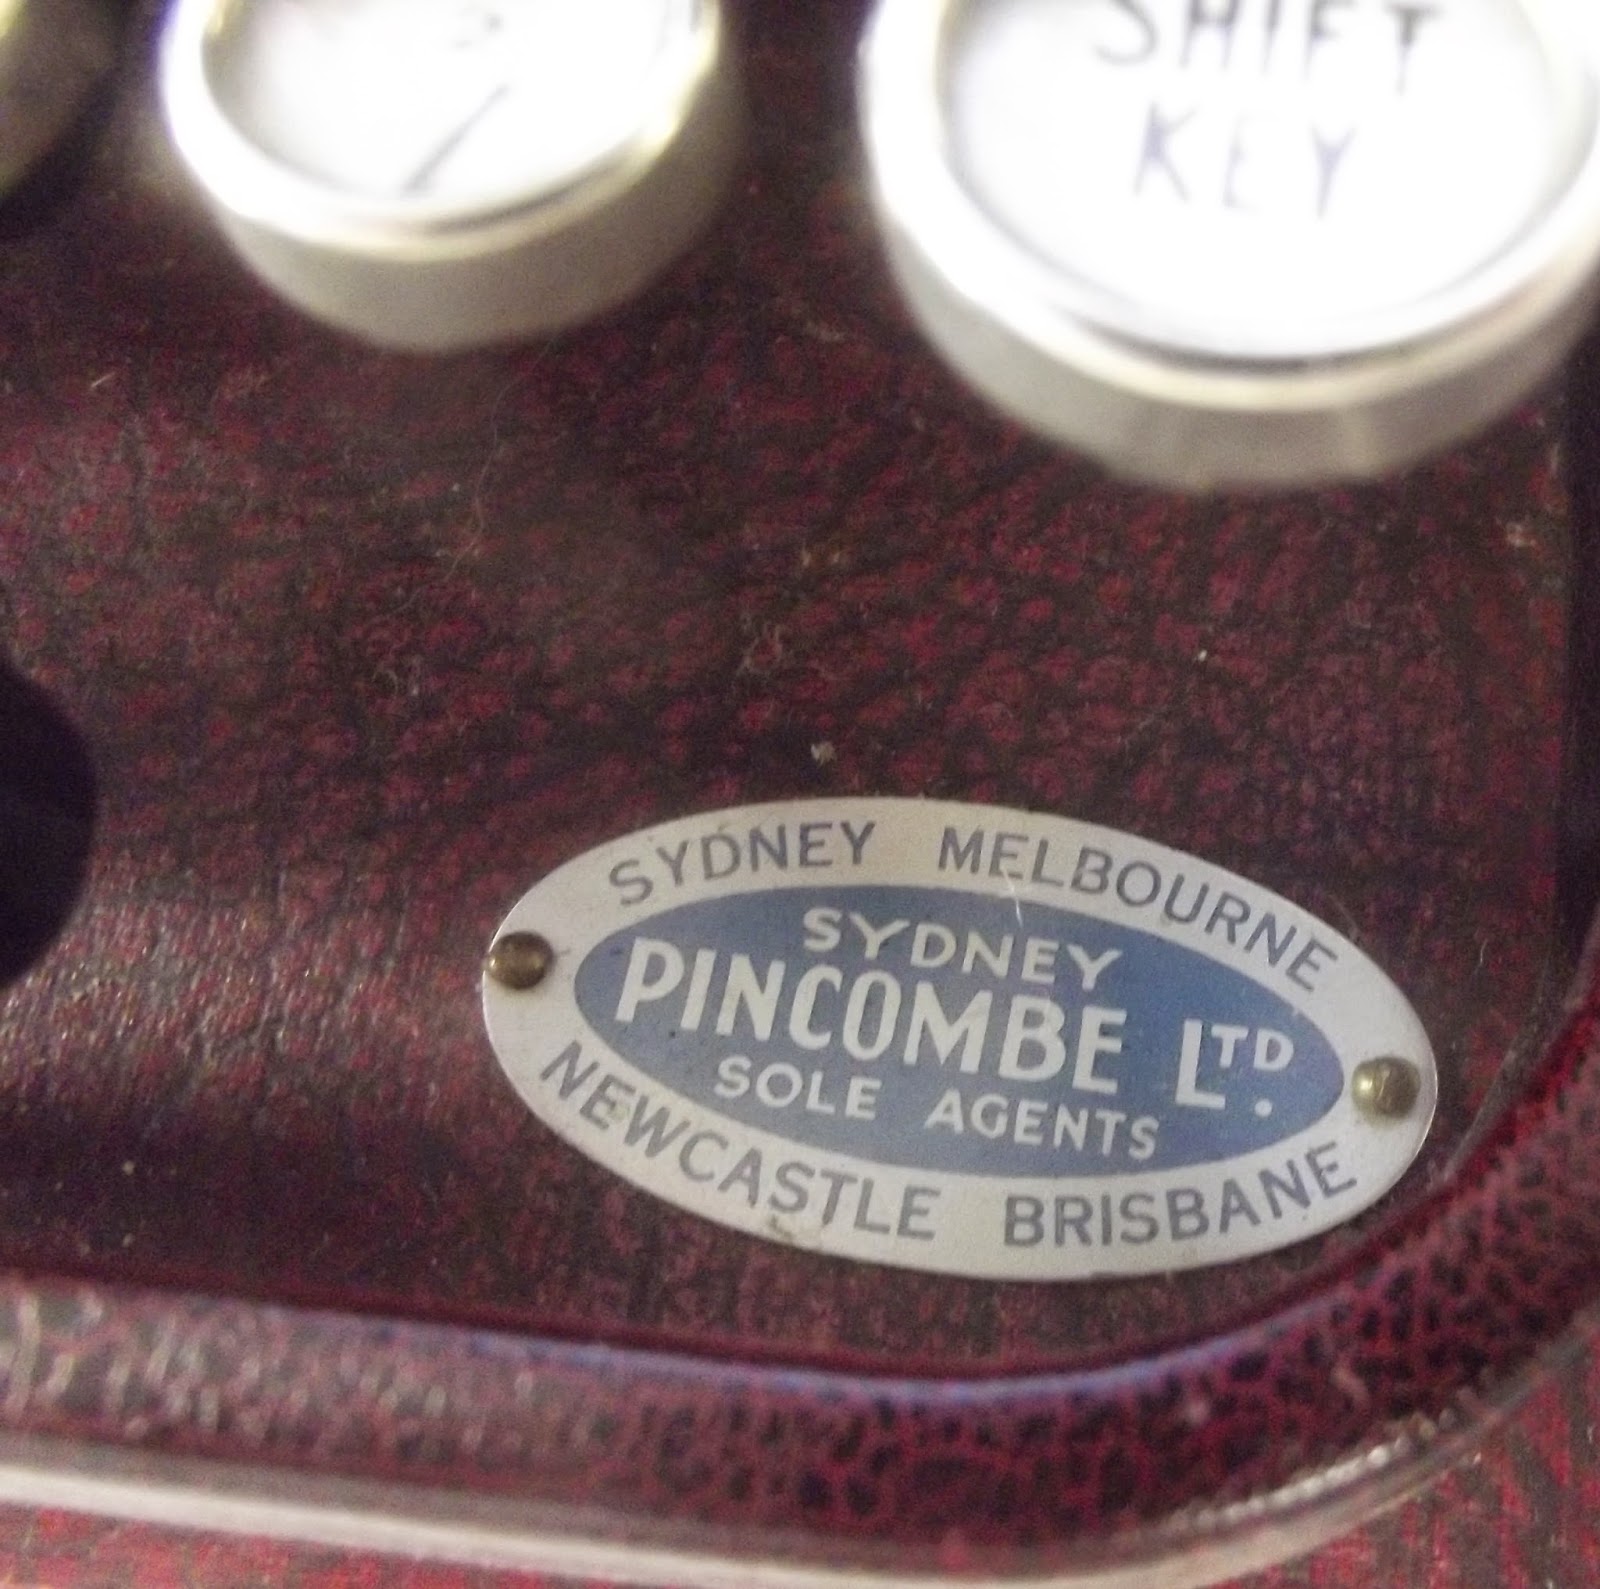 SHIFT
KEY
/
SYDNEY MELBOURNE
SYDNEY
PINCOMBE LTD.
SOLE AGENTS
NEWCASTLE BRISBANE